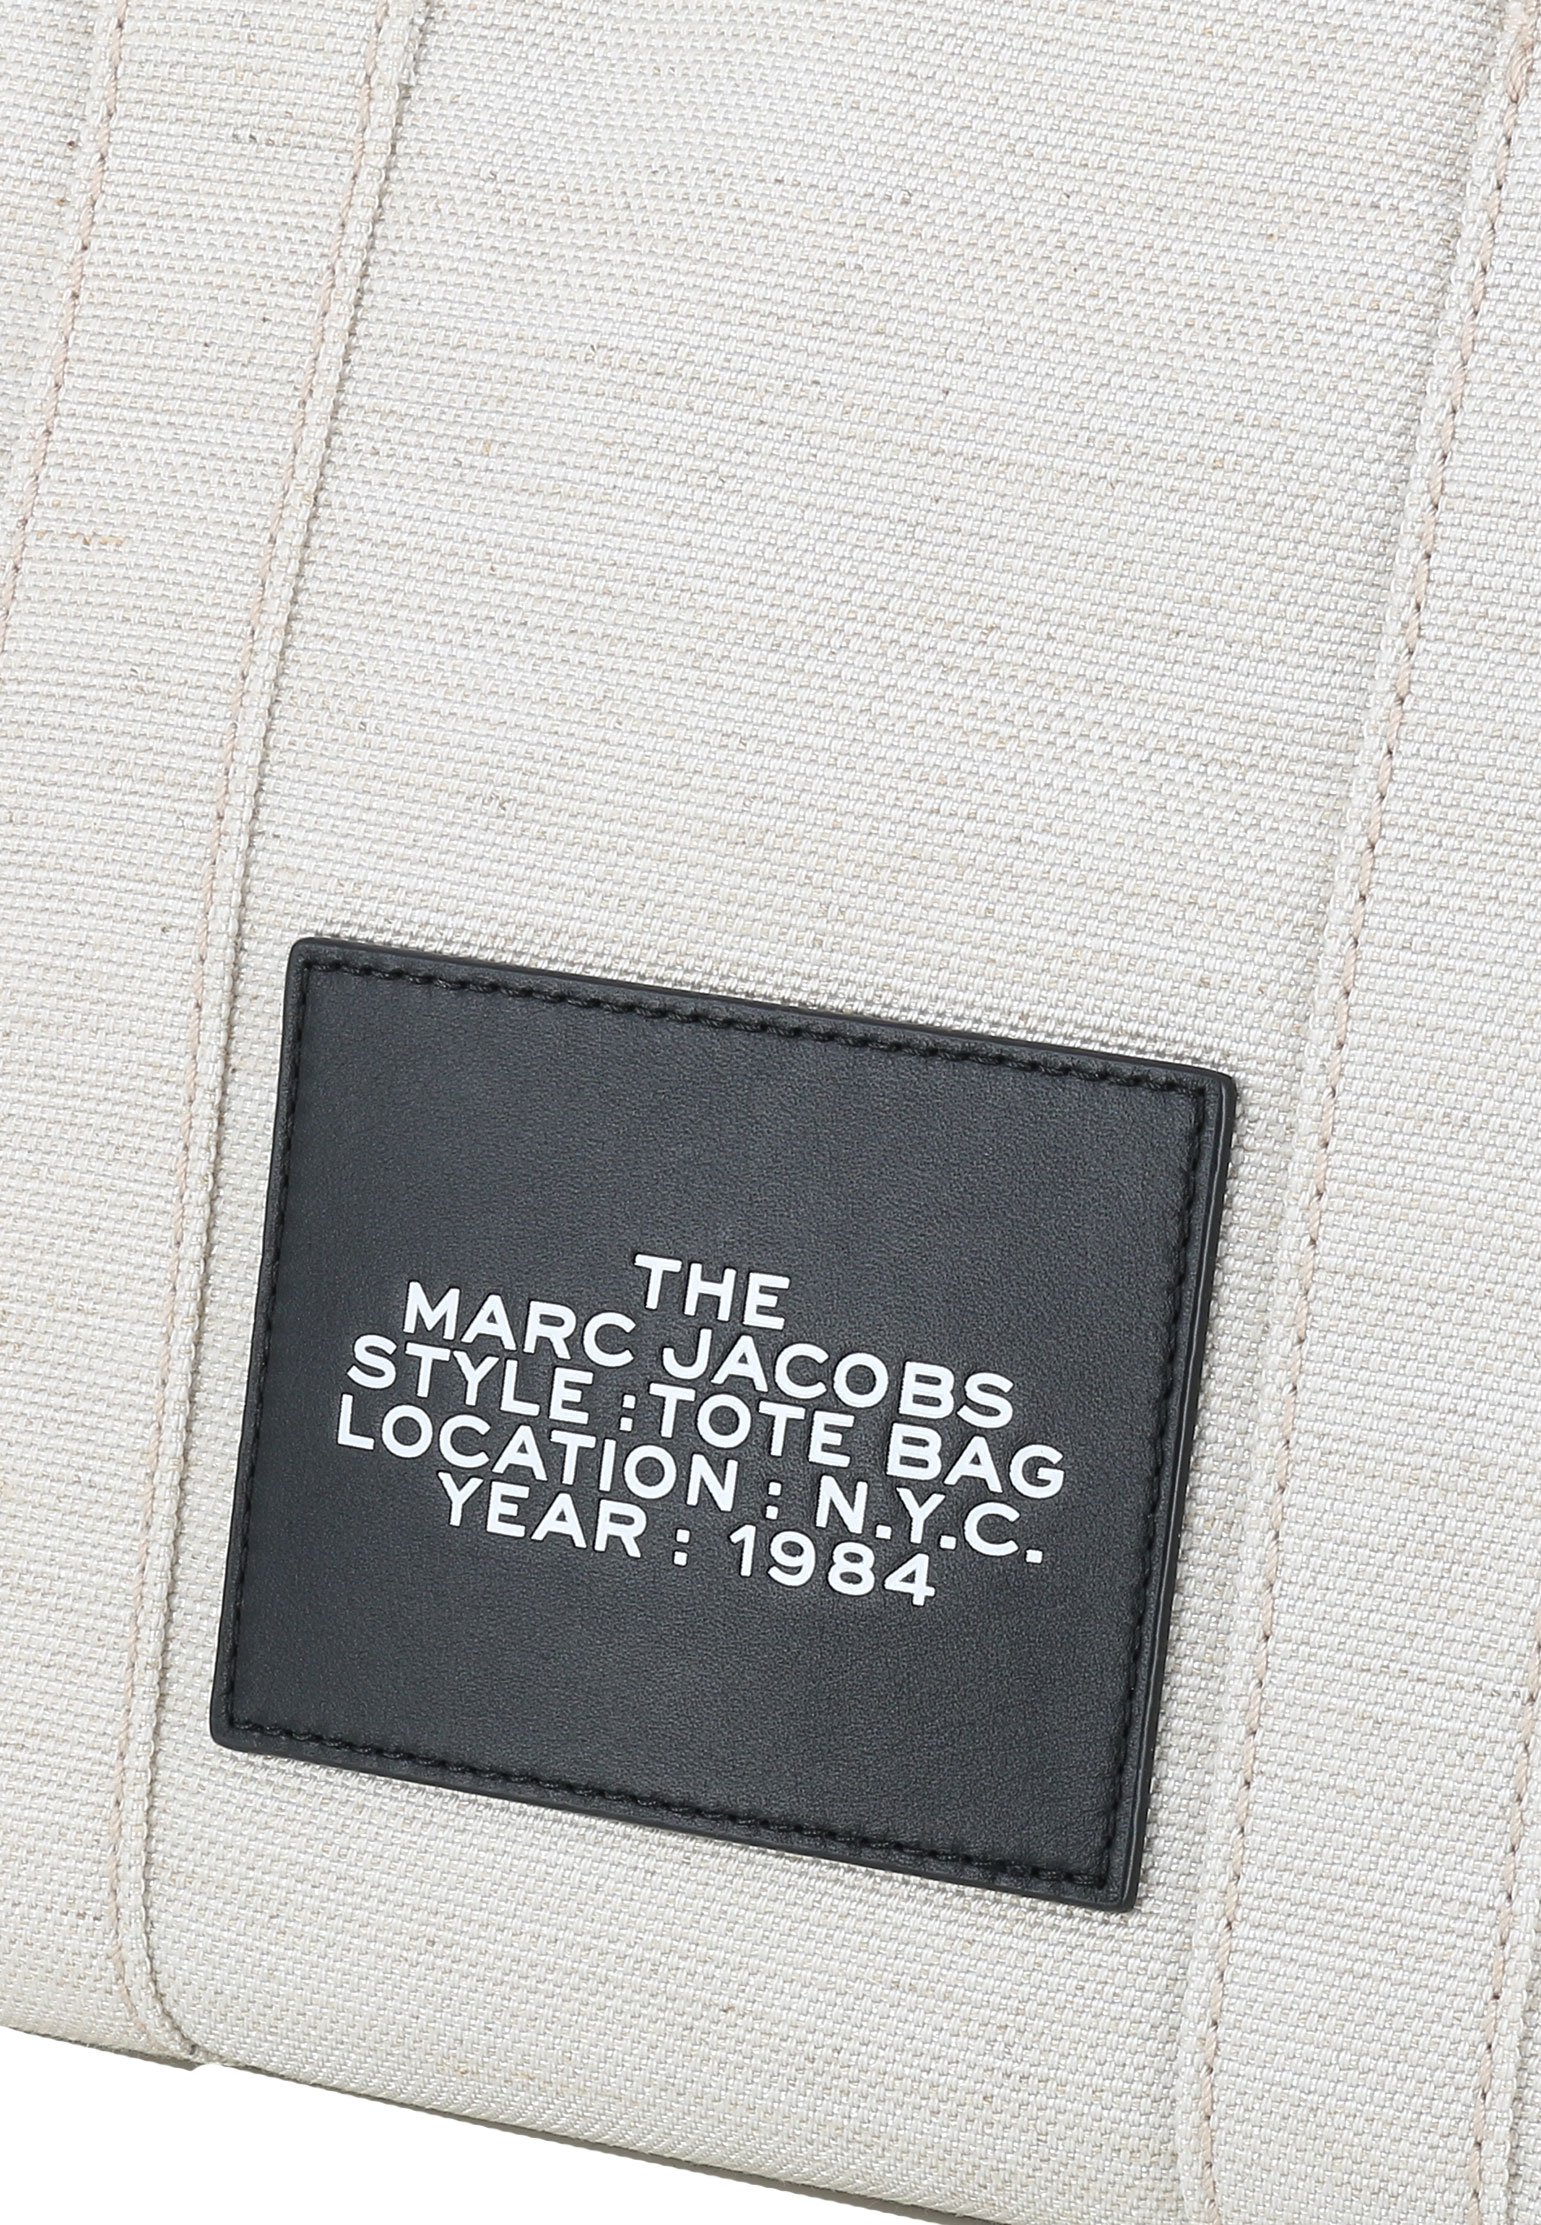 THE
MARC JACOBS
STYLE :TOTE BAG
LOCATION : N.Y.C.
YEAR : 1984